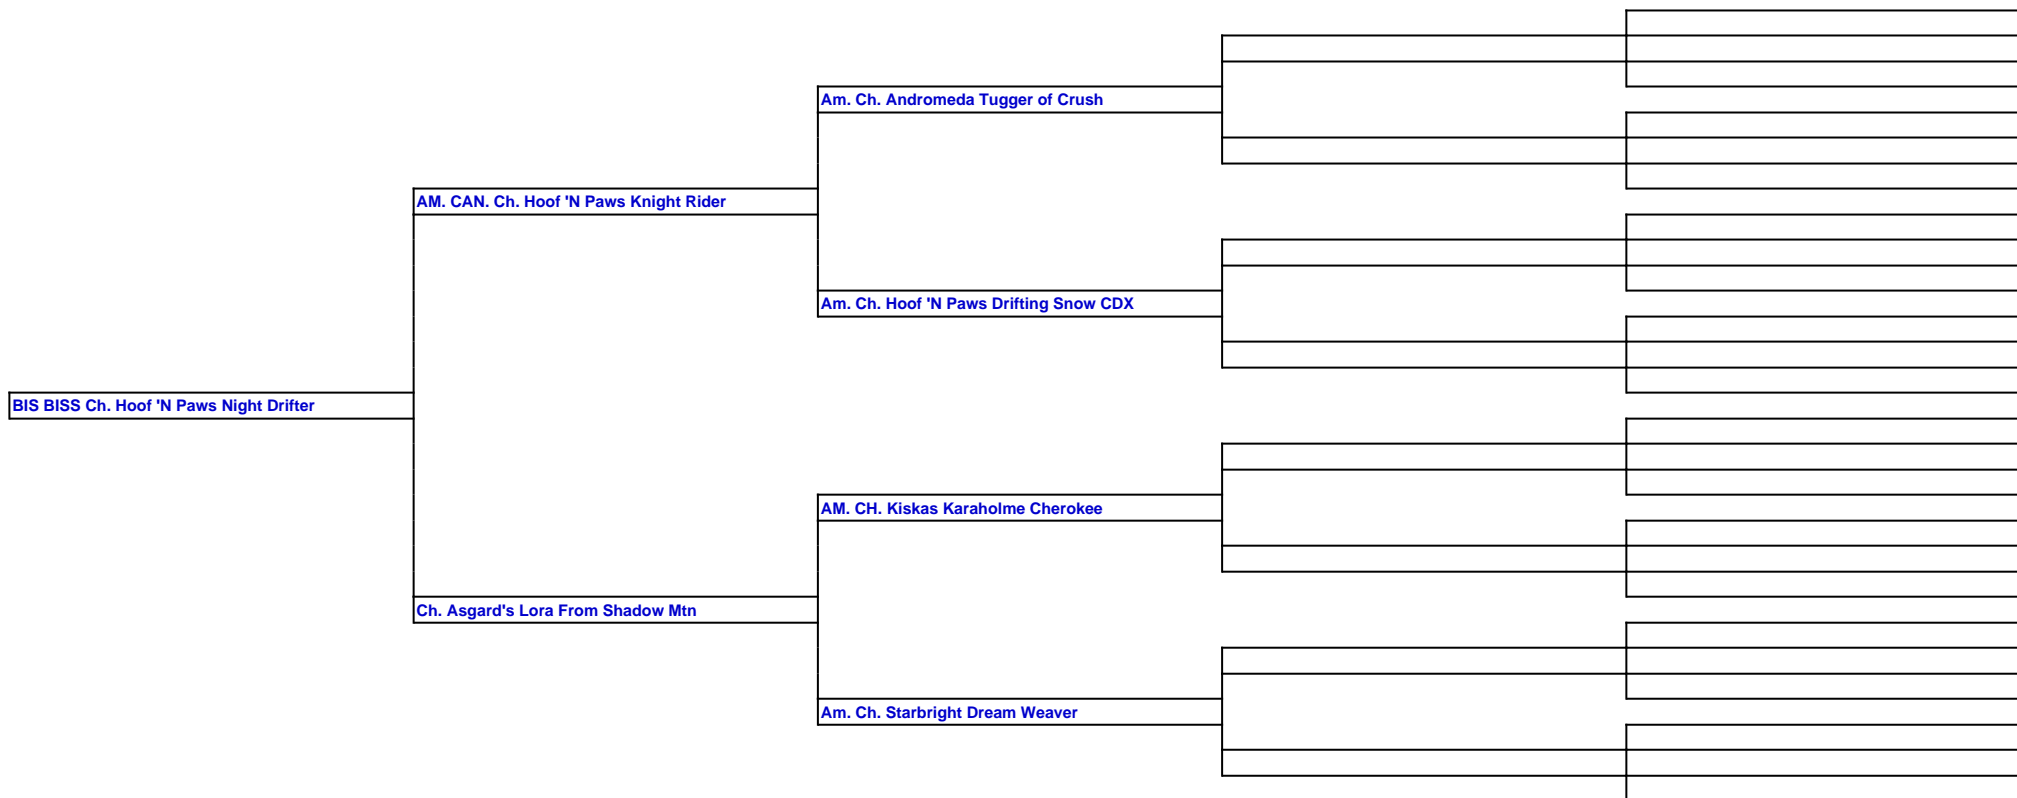 Am. Ch. Andromeda Tugger of Crush
AM. CAN. Ch. Hoof 'N Paws Knight Rider
Am. Ch. Hoof 'N Paws Drifting Snow CDX
BIS BISS Ch. Hoof 'N Paws Night Drifter
AM. CH. Kiskas Karaholme Cherokee
Ch. Asgard's Lora From Shadow Mtn
Am. Ch. Starbright Dream Weaver